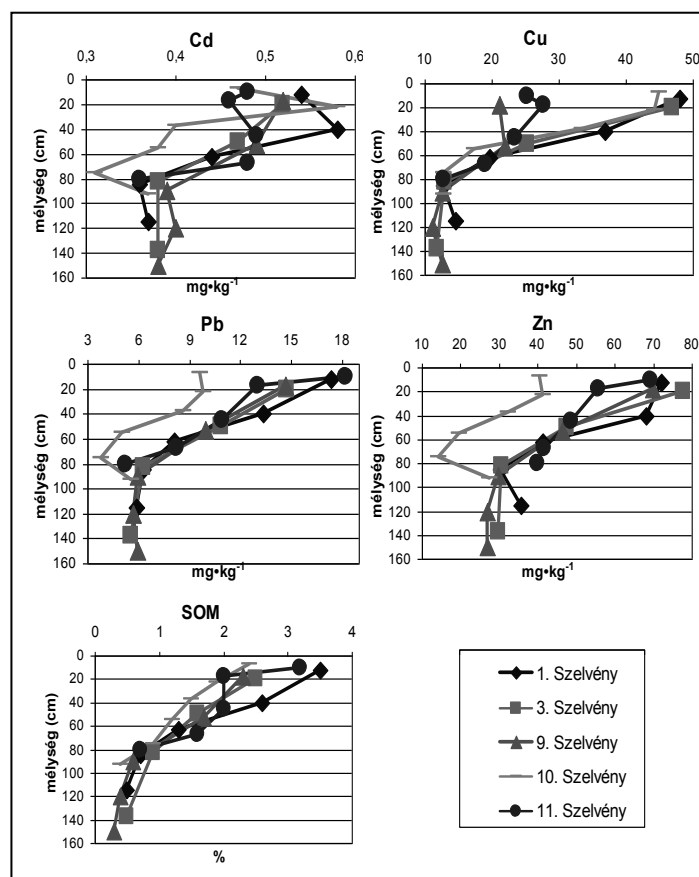 Cd
0,3 0,4 0,5 0,6
0
20
40
60
80
100
120
140
160
mélység (cm)
mg•kg-1
Cu
10 20 30 40 50
0
20
40
60
80
100
120
140
160
mélység (cm)
mg•kg-1
Pb
3 6 9 12 15 18
0
20
40
60
80
100
120
140
160
mélység (cm)
mg•kg-1
Zn
10 20 30 40 50 60 70 80
0
20
40
60
80
100
120
140
160
mélység (cm)
mg•kg-1
SOM
0 1 2 3 4
0
20
40
60
80
100
120
140
160
mélység (cm)
%
1. Szelvény
3. Szelvény
9. Szelvény
10. Szelvény
11. Szelvény